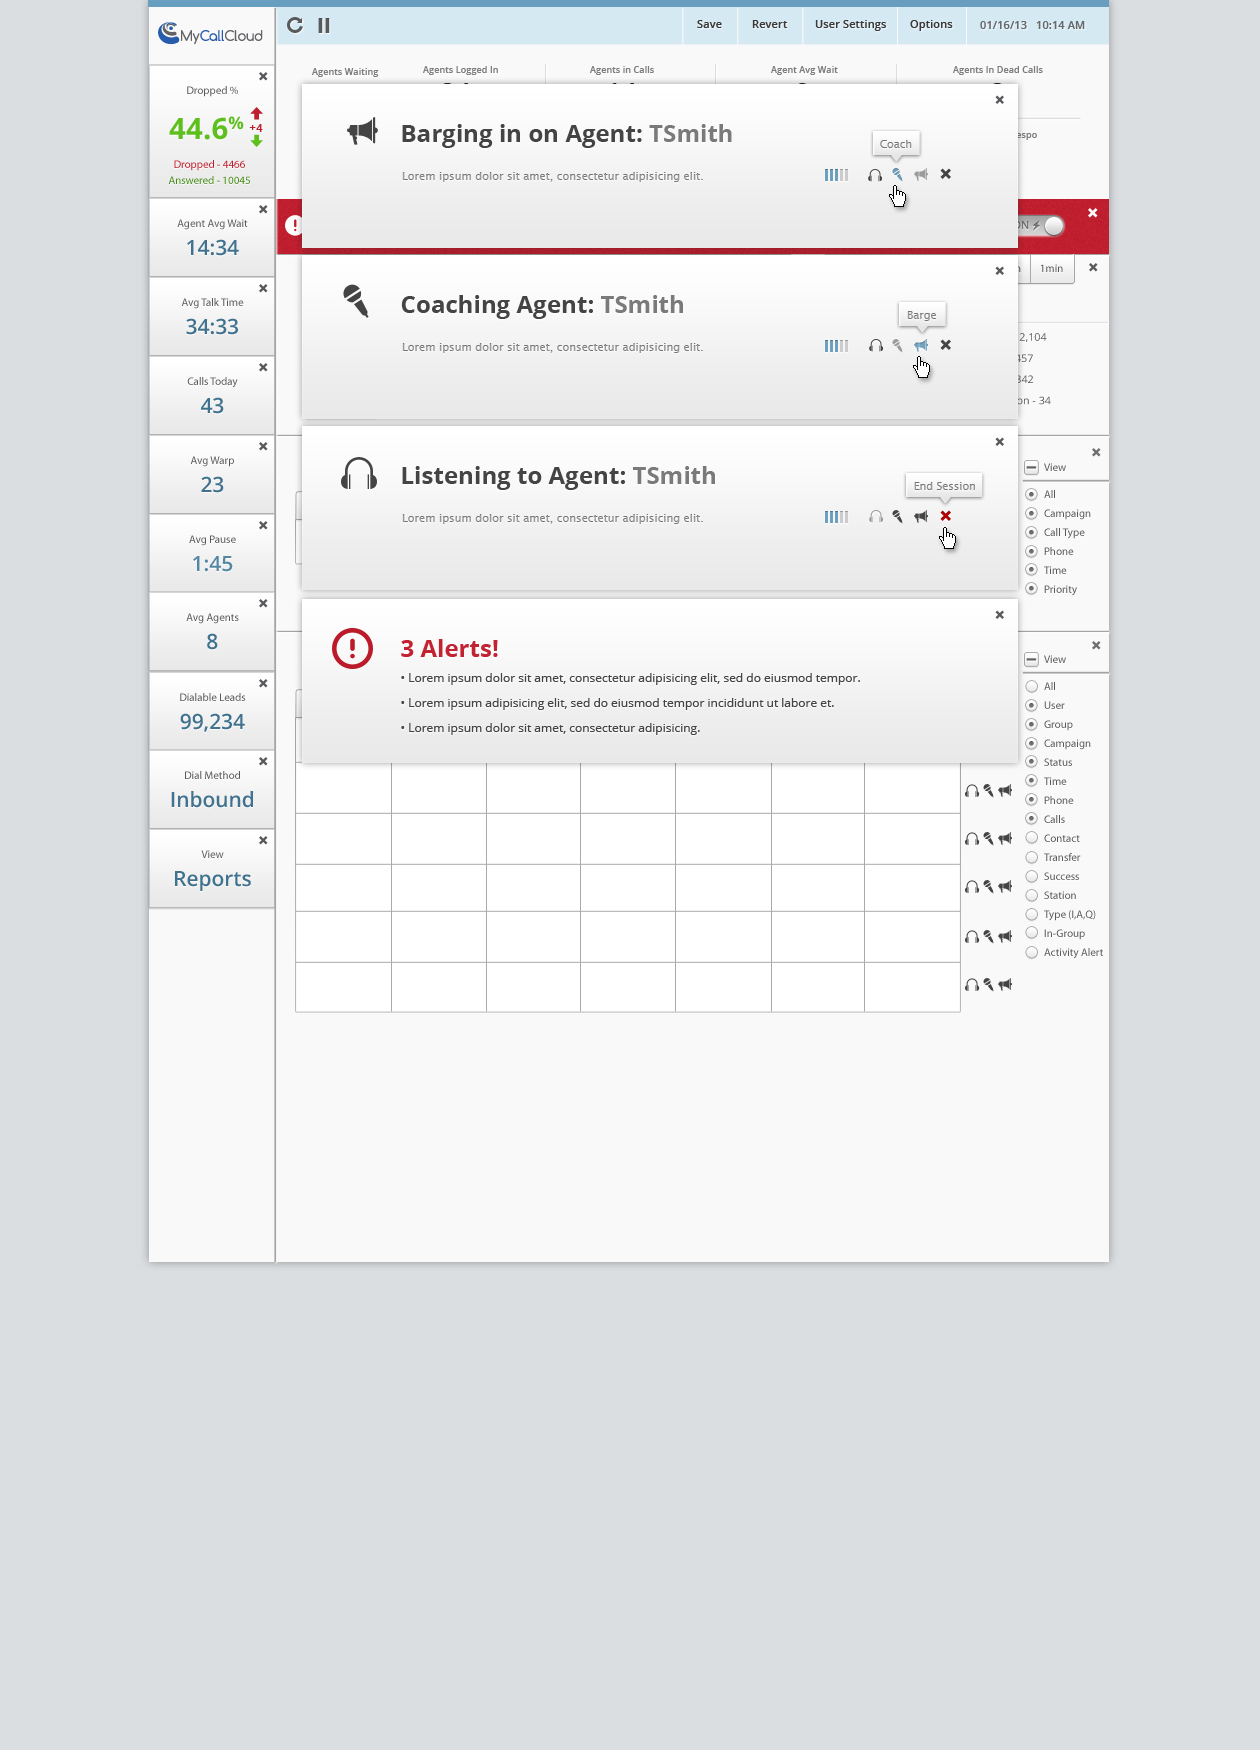 MyCallCloud
Save
Revert
User Settings
Options
01/16/13 10:14 AM
Agents Waiting
Agents Logged In
Agents in Calls
Agent Avg Wait
Agents In Dead Calls
Dropped %
44.6%
+4
Dropped - 4466
Answered - 10045
Agent Avg Wait
14:34
Avg Talk Time
34:33
Calls Today
43
Avg Warp
23
Avg Pause
1:45
Avg Agents
8
Dialable Leads
99,234
Dial Method
Inbound
View
Reports
Barging in on Agent: TSmith
Coach
Lorem ipsum dolor sit amet, consectetur adipisicing elit.
espo
ON
1min
Coaching Agent: TSmith
Barge
Lorem ipsum dolor sit amet, consectetur adipisicing elit.
2,104
457
342
on - 34
Listening to Agent: TSmith
End Session
Lorem ipsum dolor sit amet, consectetur adipisicing elit.
View
All
Campaign
Call Type
Phone
Time
Priority
3 Alerts!
• Lorem ipsum dolor sit amet, consectetur adipisicing elit, sed do eiusmod tempor.
• Lorem ipsum adipisicing elit, sed do eiusmod tempor incididunt ut labore et.
• Lorem ipsum dolor sit amet, consectetur adipisicing.
View
All
User
Group
Campaign
Status
Time
Phone
Calls
Contact
Transfer
Success
Station
Type (I,A,Q)
In-Group
Activity Alert